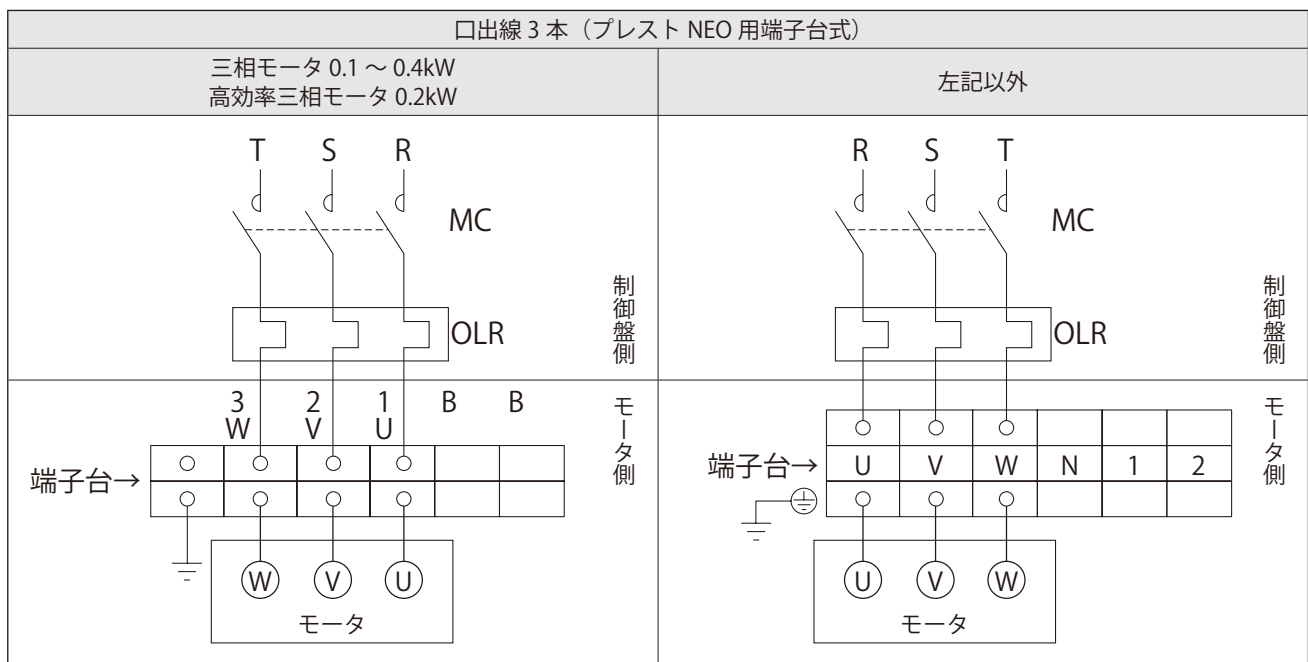 口出線 3 本（プレスト NEO 用端子台式）
三相モータ 0.1 ～ 0.4kW
高効率三相モータ 0.2kW
左記以外
T S R
MC
OLR
制御盤側
3 2 1 B B
W V U
モータ側
端子台→
W V U
モータ
R S T
MC
OLR
制御盤側
モータ側
端子台→ U V W N 1 2
U V W
モータ